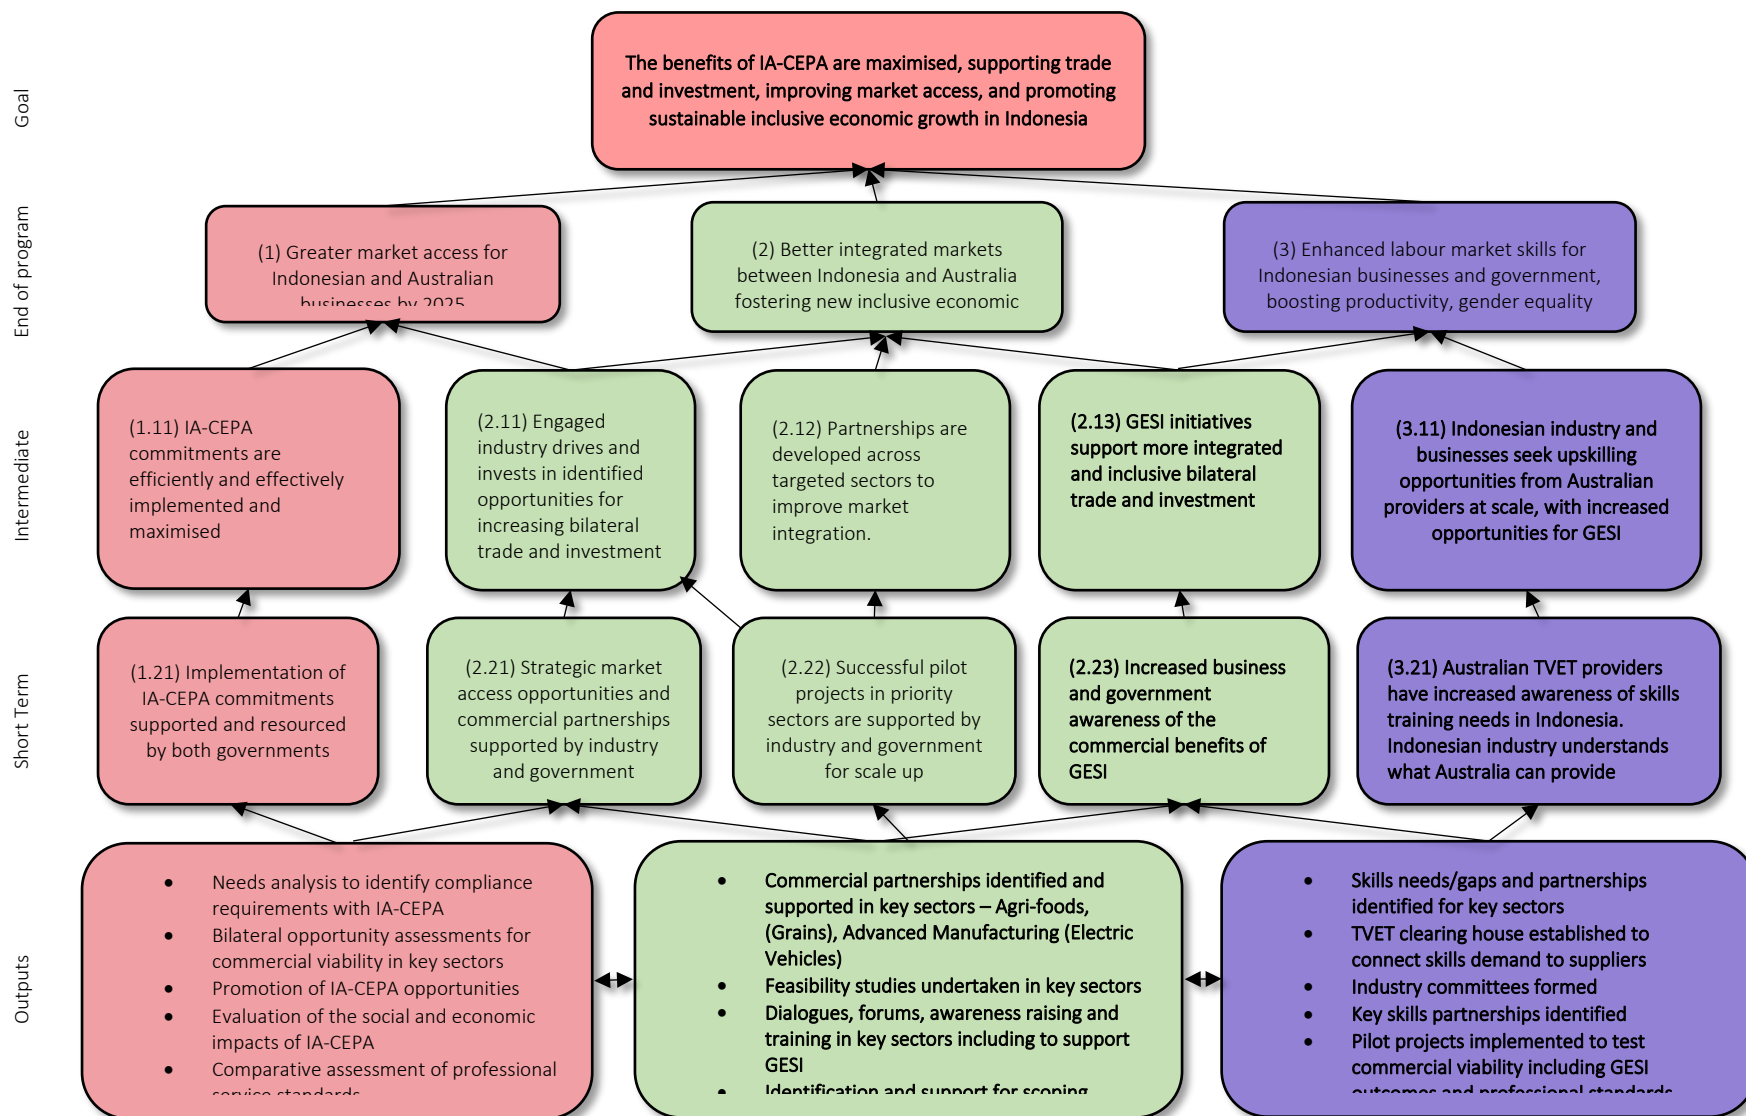 Goal
The benefits of IA-CEPA are maximised, supporting trade
and investment, improving market access, and promoting
sustainable inclusive economic growth in Indonesia
End of program
(1) Greater market access for
Indonesian and Australian
businesses by 2025
(2) Better integrated markets
between Indonesia and Australia
fostering new inclusive economic
(3) Enhanced labour market skills for
Indonesian businesses and government,
boosting productivity, gender equality
Intermediate
(1.11) IA-CEPA
commitments are
efficiently and effectively
implemented and
maximised
(2.11) Engaged
industry drives and
invests in identified
opportunities for
increasing bilateral
trade and investment
(2.12) Partnerships are
developed across
targeted sectors to
improve market
integration.
(2.13) GESI initiatives
support more integrated
and inclusive bilateral
trade and investment
(3.11) Indonesian industry and
businesses seek upskilling
opportunities from Australian
providers at scale, with increased
opportunities for GESI
Short Term
(1.21) Implementation of
IA-CEPA commitments
supported and resourced
by both governments
(2.21) Strategic market
access opportunities and
commercial partnerships
supported by industry
and government
(2.22) Successful pilot
projects in priority
sectors are supported by
industry and government
for scale up
(2.23) Increased business
and government
awareness of the
commercial benefits of
GESI
(3.21) Australian TVET providers
have increased awareness of skills
training needs in Indonesia.
Indonesian industry understands
what Australia can provide
Outputs
• Needs analysis to identify compliance
requirements with IA-CEPA
• Bilateral opportunity assessments for
commercial viability in key sectors
• Promotion of IA-CEPA opportunities
• Evaluation of the social and economic
impacts of IA-CEPA
• Comparative assessment of professional
service standards
• Commercial partnerships identified and
supported in key sectors – Agri-foods,
(Grains), Advanced Manufacturing (Electric
Vehicles)
• Feasibility studies undertaken in key sectors
• Dialogues, forums, awareness raising and
training in key sectors including to support
GESI
• Identification and support for scoping
• Skills needs/gaps and partnerships
identified for key sectors
• TVET clearing house established to
connect skills demand to suppliers
• Industry committees formed
• Key skills partnerships identified
• Pilot projects implemented to test
commercial viability including GESI
outcomes and professional standards